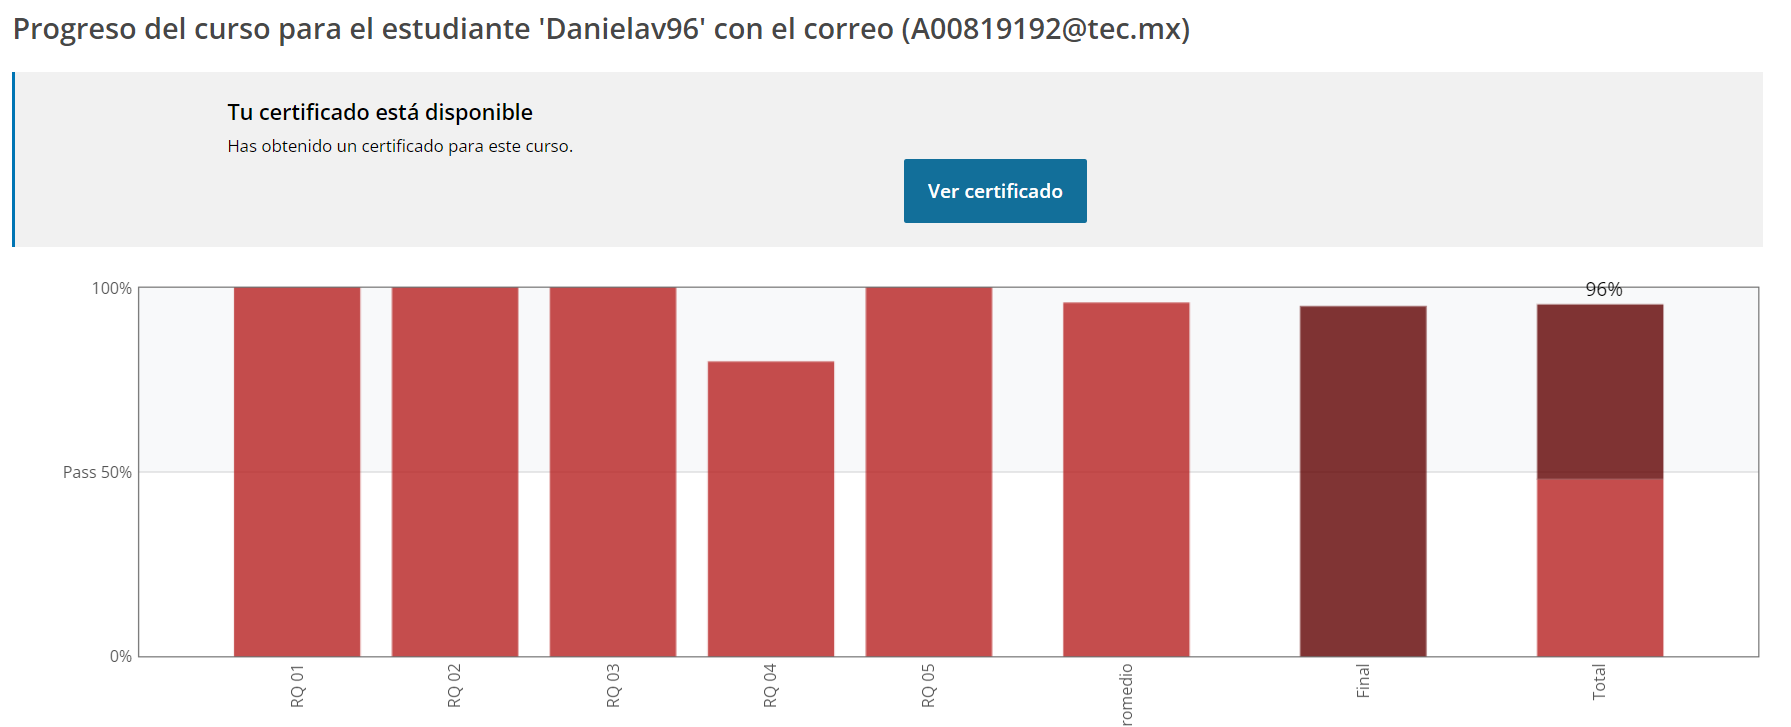 Progreso del curso para el estudiante 'Danielav96' con el correo (A00819192@tec.mx)
Tu certificado está disponible
Has obtenido un certificado para este curso.
Ver certificado
100%
96%
Pass 50%
0%
RQ 01
RQ 02
RQ 03
RQ 04
RQ 05
romedio
Final
Total